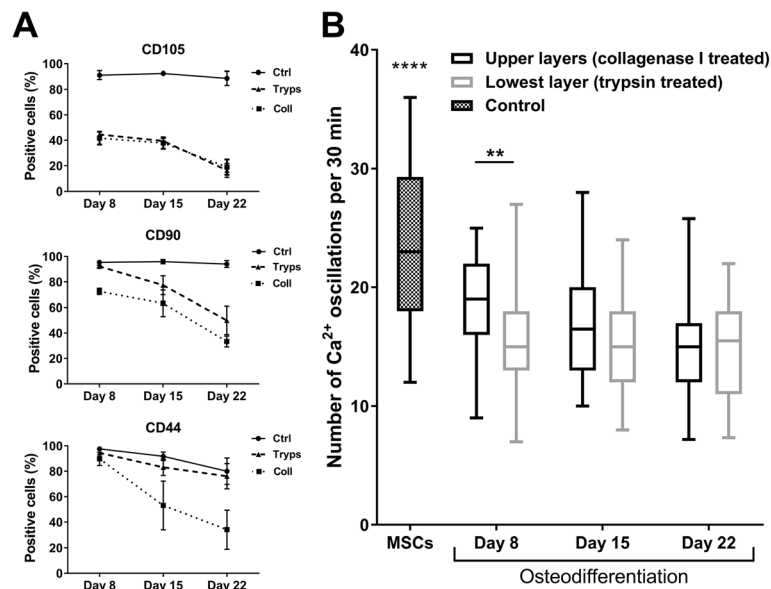 A
CD105
Positive cells (%)
100
80
60
40
20
0
Day 8 Day 15 Day 22
Ctrl
Tryps
Coll
CD90
Positive cells (%)
100
80
60
40
20
0
Day 8 Day 15 Day 22
Ctrl
Tryps
Coll
CD44
Positive cells (%)
100
80
60
40
20
0
Day 8 Day 15 Day 22
Ctrl
Tryps
Coll
B
Number of Ca²⁺ oscillations per 30 min
40
30
20
10
0
****
**
Upper layers (collagenase I treated)
Lowest layer (trypsin treated)
Control
MSCs Day 8 Day 15 Day 22
Osteodifferentiation